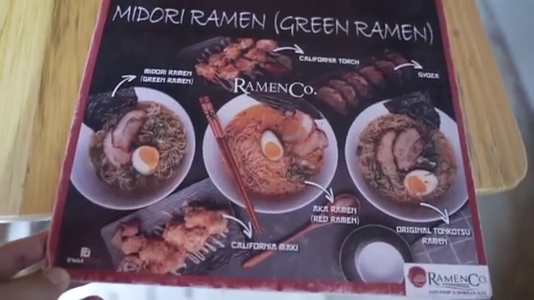 MIDORI RAMEN (GREEN RAMEN)
CALIFORNIA TORCH
MIDORI RAMEN
(GREEN RAMEN)
GYOZA
RAMENCO.
AKA RAMEN
(RED RAMEN)
ORIGINAL TONKOTSU
RAMEN
CALIFORNIA MAKI
RAMENCO.